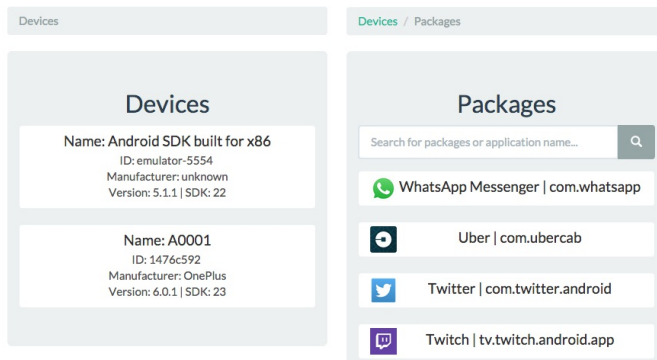 Devices
Devices
Name: Android SDK built for x86
ID: emulator-5554
Manufacturer: unknown
Version: 5.1.1 | SDK: 22
Name: A0001
ID: 1476c592
Manufacturer: OnePlus
Version: 6.0.1 | SDK: 23
Devices / Packages
Packages
Search for packages or application name...
WhatsApp Messenger | com.whatsapp
Uber | com.ubercab
Twitter | com.twitter.android
Twitch | tv.twitch.android.app